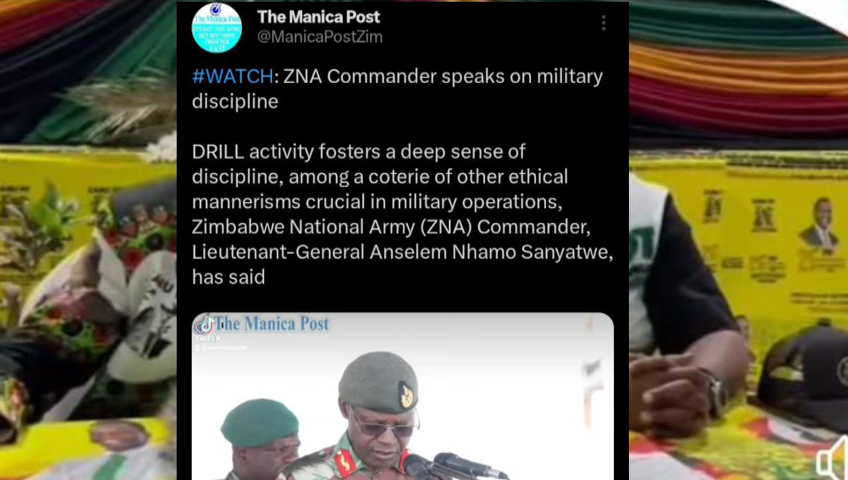 The Manica Post
@ManicaPostZim
#WATCH: ZNA Commander speaks on military
discipline
DRILL activity fosters a deep sense of
discipline, among a coterie of other ethical
mannerisms crucial in military operations,
Zimbabwe National Army (ZNA) Commander,
Lieutenant-General Anselem Nhamo Sanyatwe,
has said
The Manica Post
TikTok